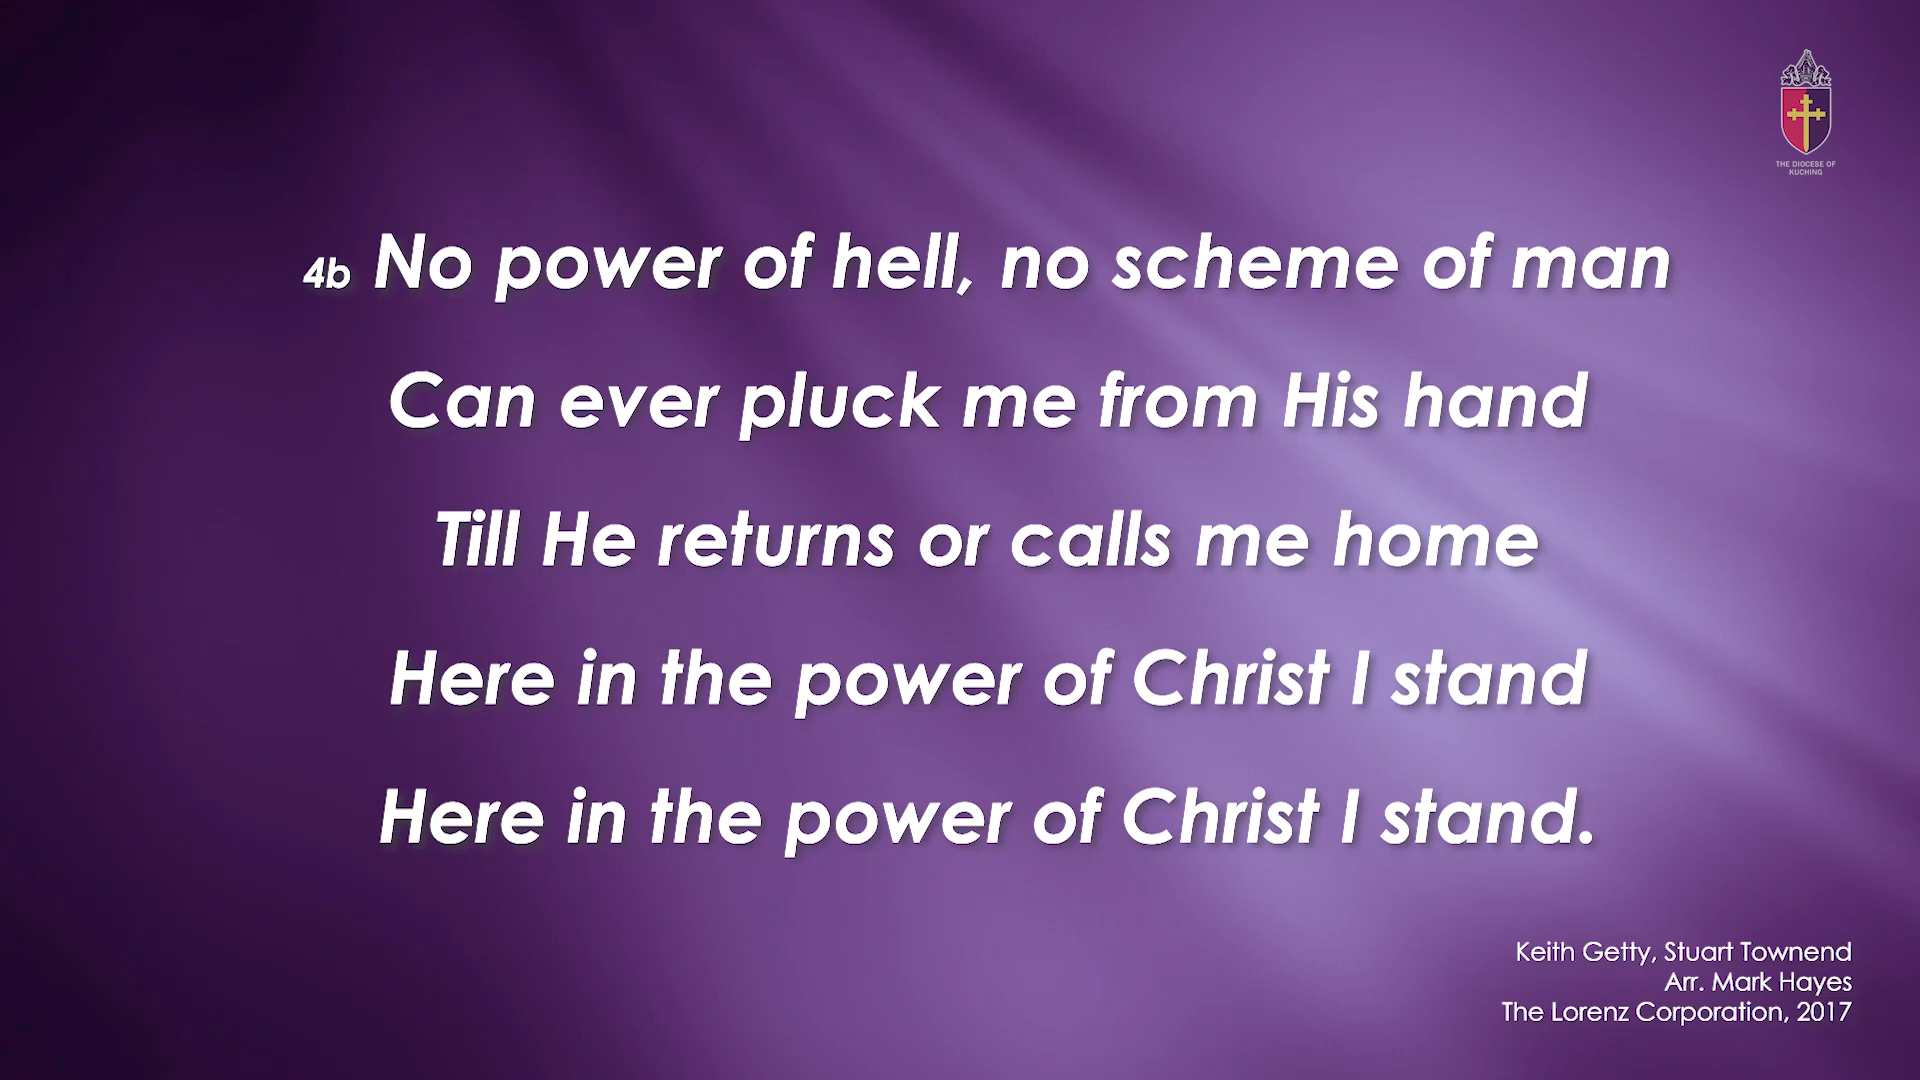 THE DIOCESE OF
KUCHING
4b No power of hell, no scheme of man
Can ever pluck me from His hand
Till He returns or calls me home
Here in the power of Christ I stand
Here in the power of Christ I stand.
Keith Getty, Stuart Townend
Arr. Mark Hayes
The Lorenz Corporation, 2017